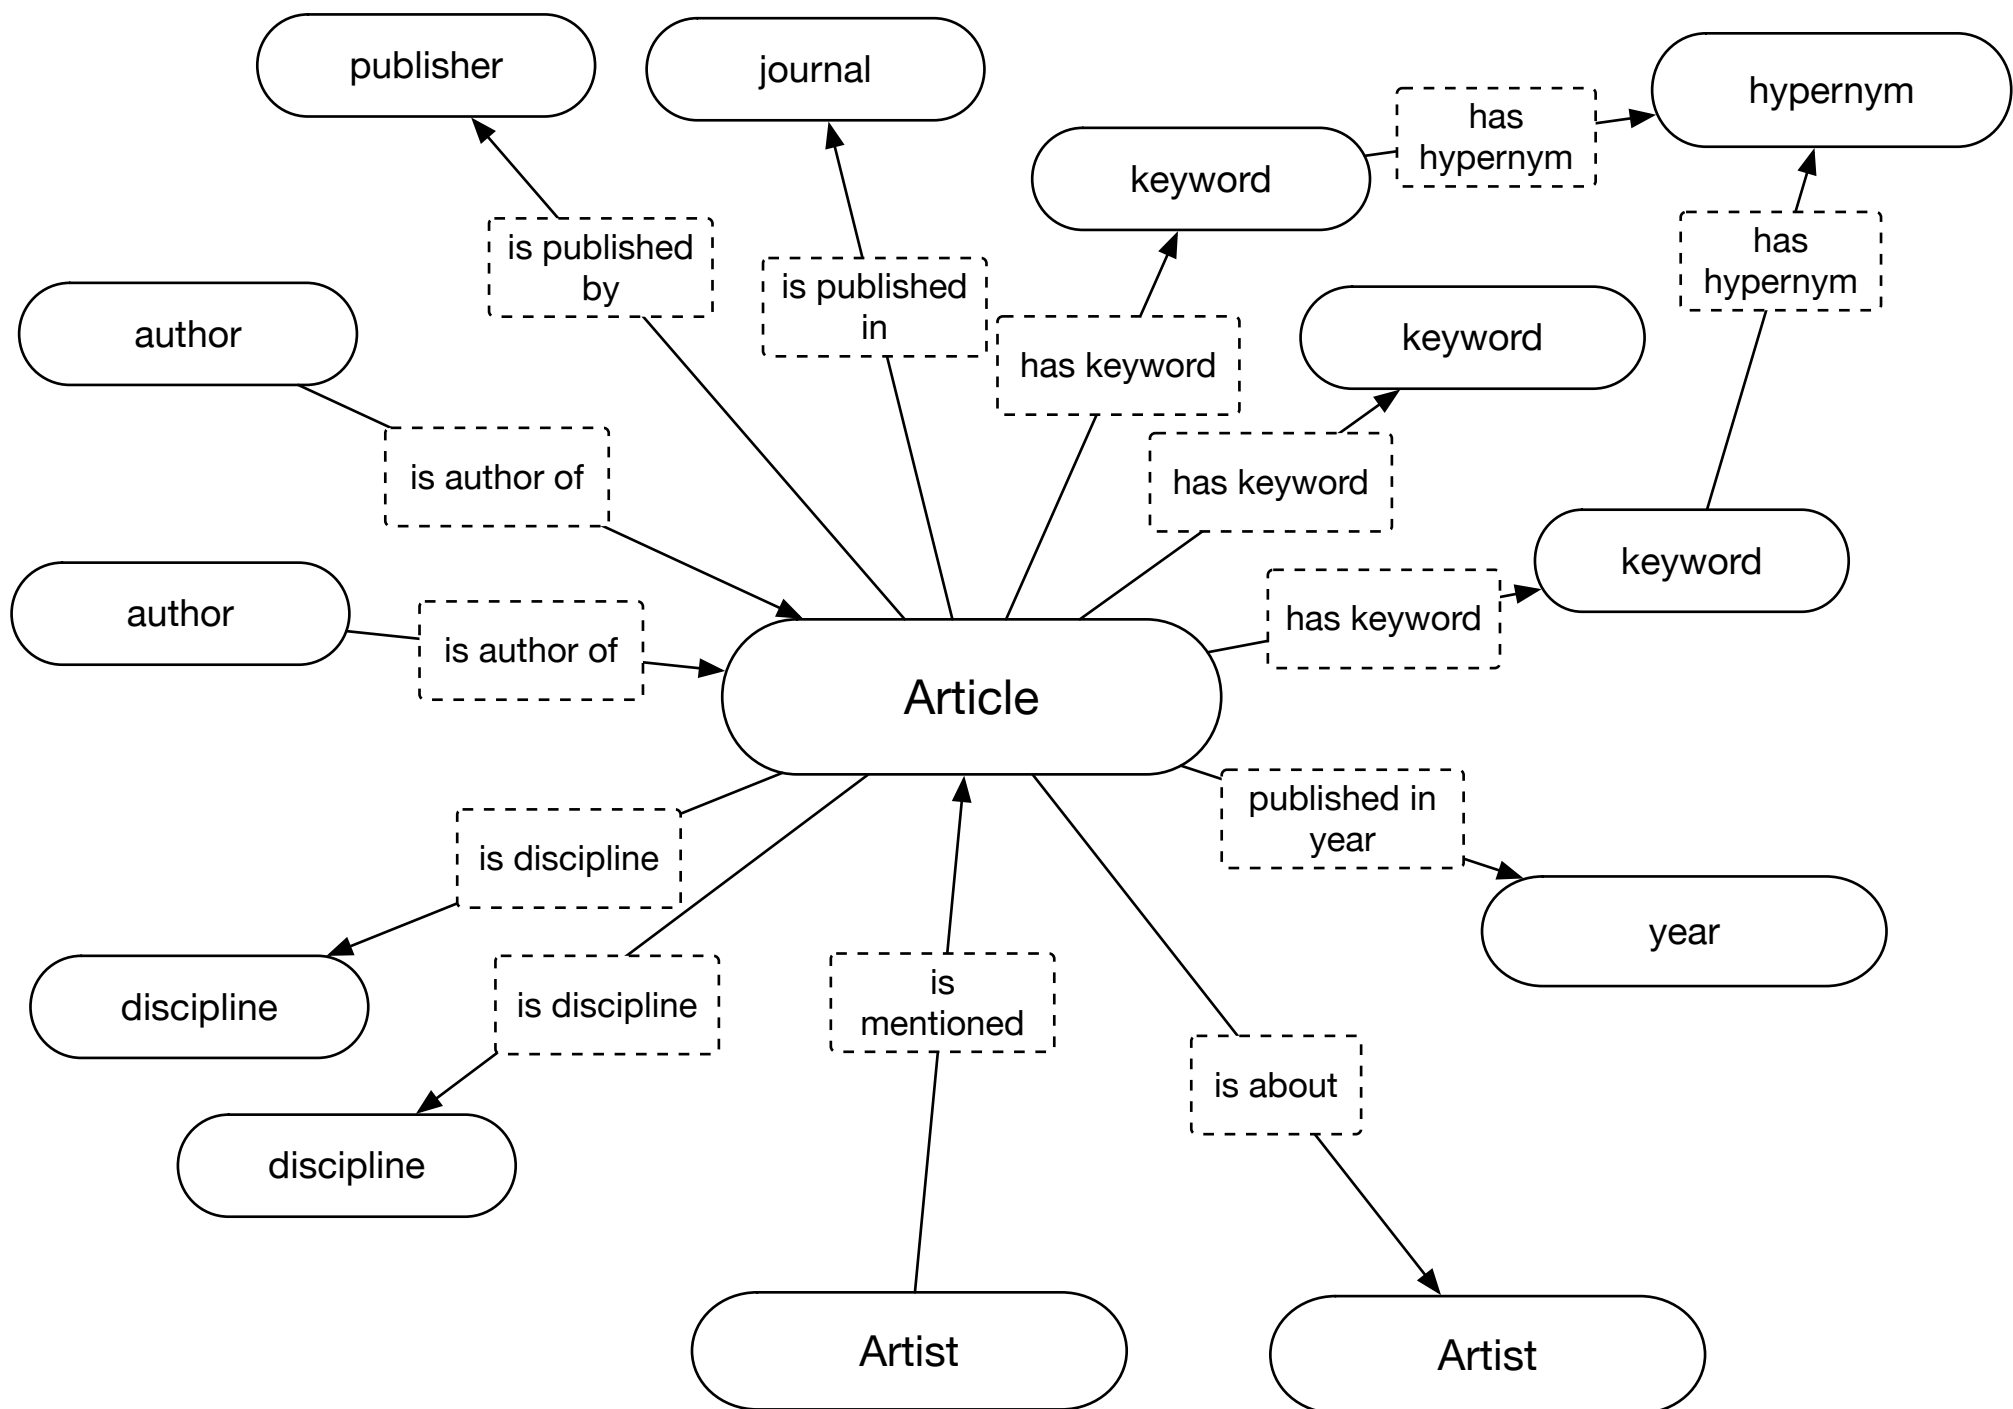 publisher
journal
hypernym
has
hypernym
keyword
has
hypernym
is published
by
is published
in
author
keyword
has keyword
is author of
has keyword
keyword
author
has keyword
is author of
Article
published in
year
is discipline
year
discipline
is discipline
is
mentioned
is about
discipline
Artist
Artist